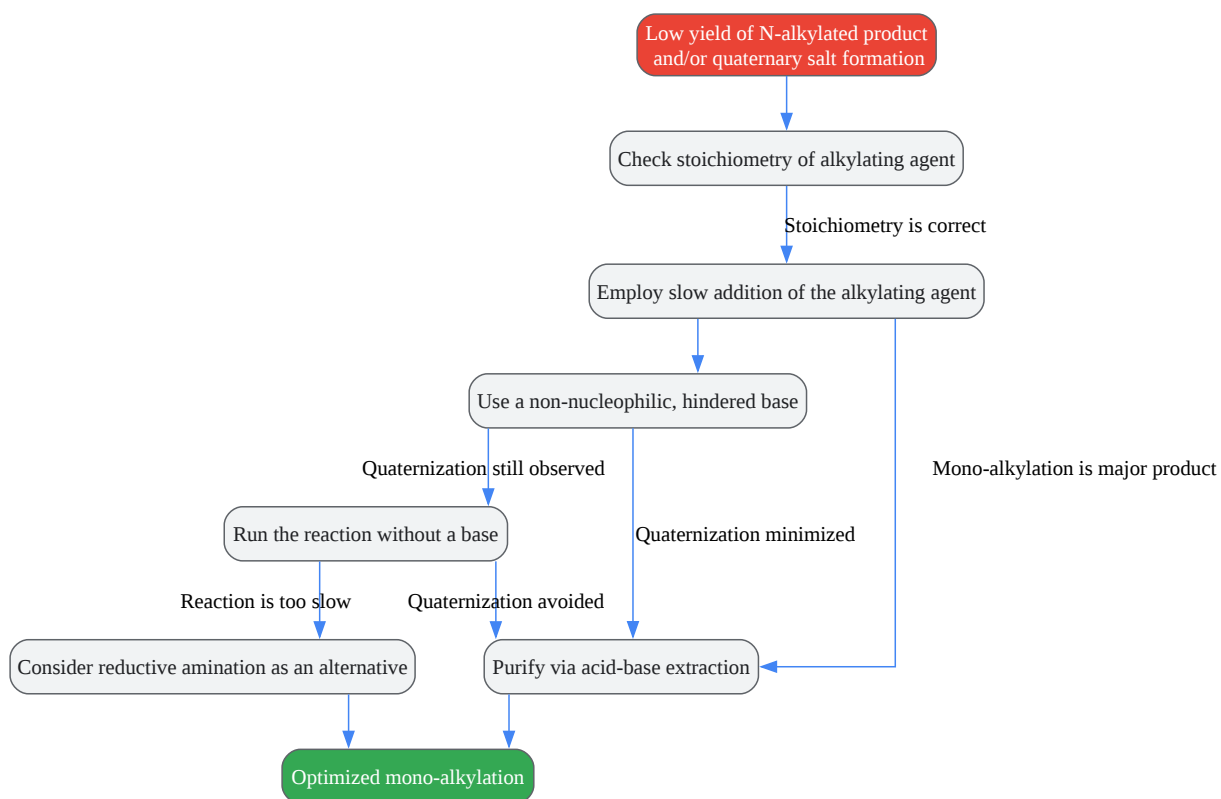 Low yield of N-alkylated product
and/or quaternary salt formation
Check stoichiometry of alkylating agent
Stoichiometry is correct
Employ slow addition of the alkylating agent
Use a non-nucleophilic, hindered base
Quaternization still observed
Mono-alkylation is major product
Run the reaction without a base
Quaternization minimized
Reaction is too slow
Quaternization avoided
Consider reductive amination as an alternative
Purify via acid-base extraction
Optimized mono-alkylation